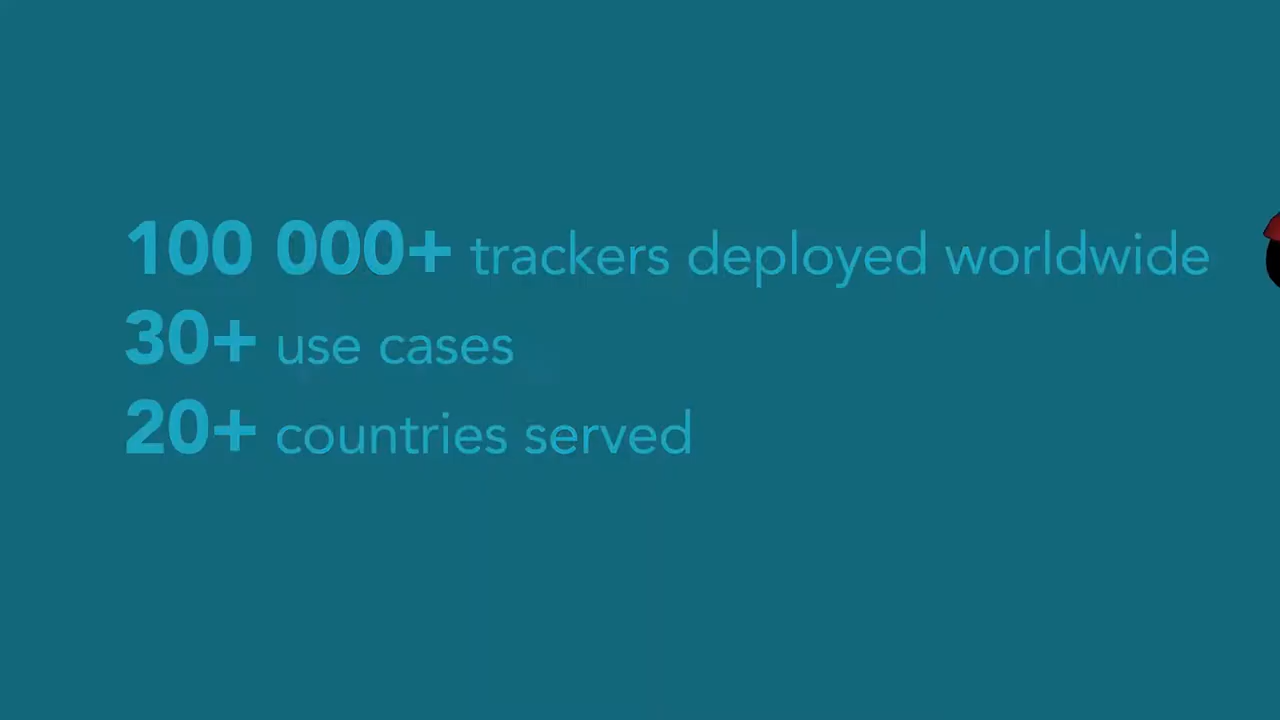 100 000+ trackers deployed worldwide
30+ use cases
20+ countries served